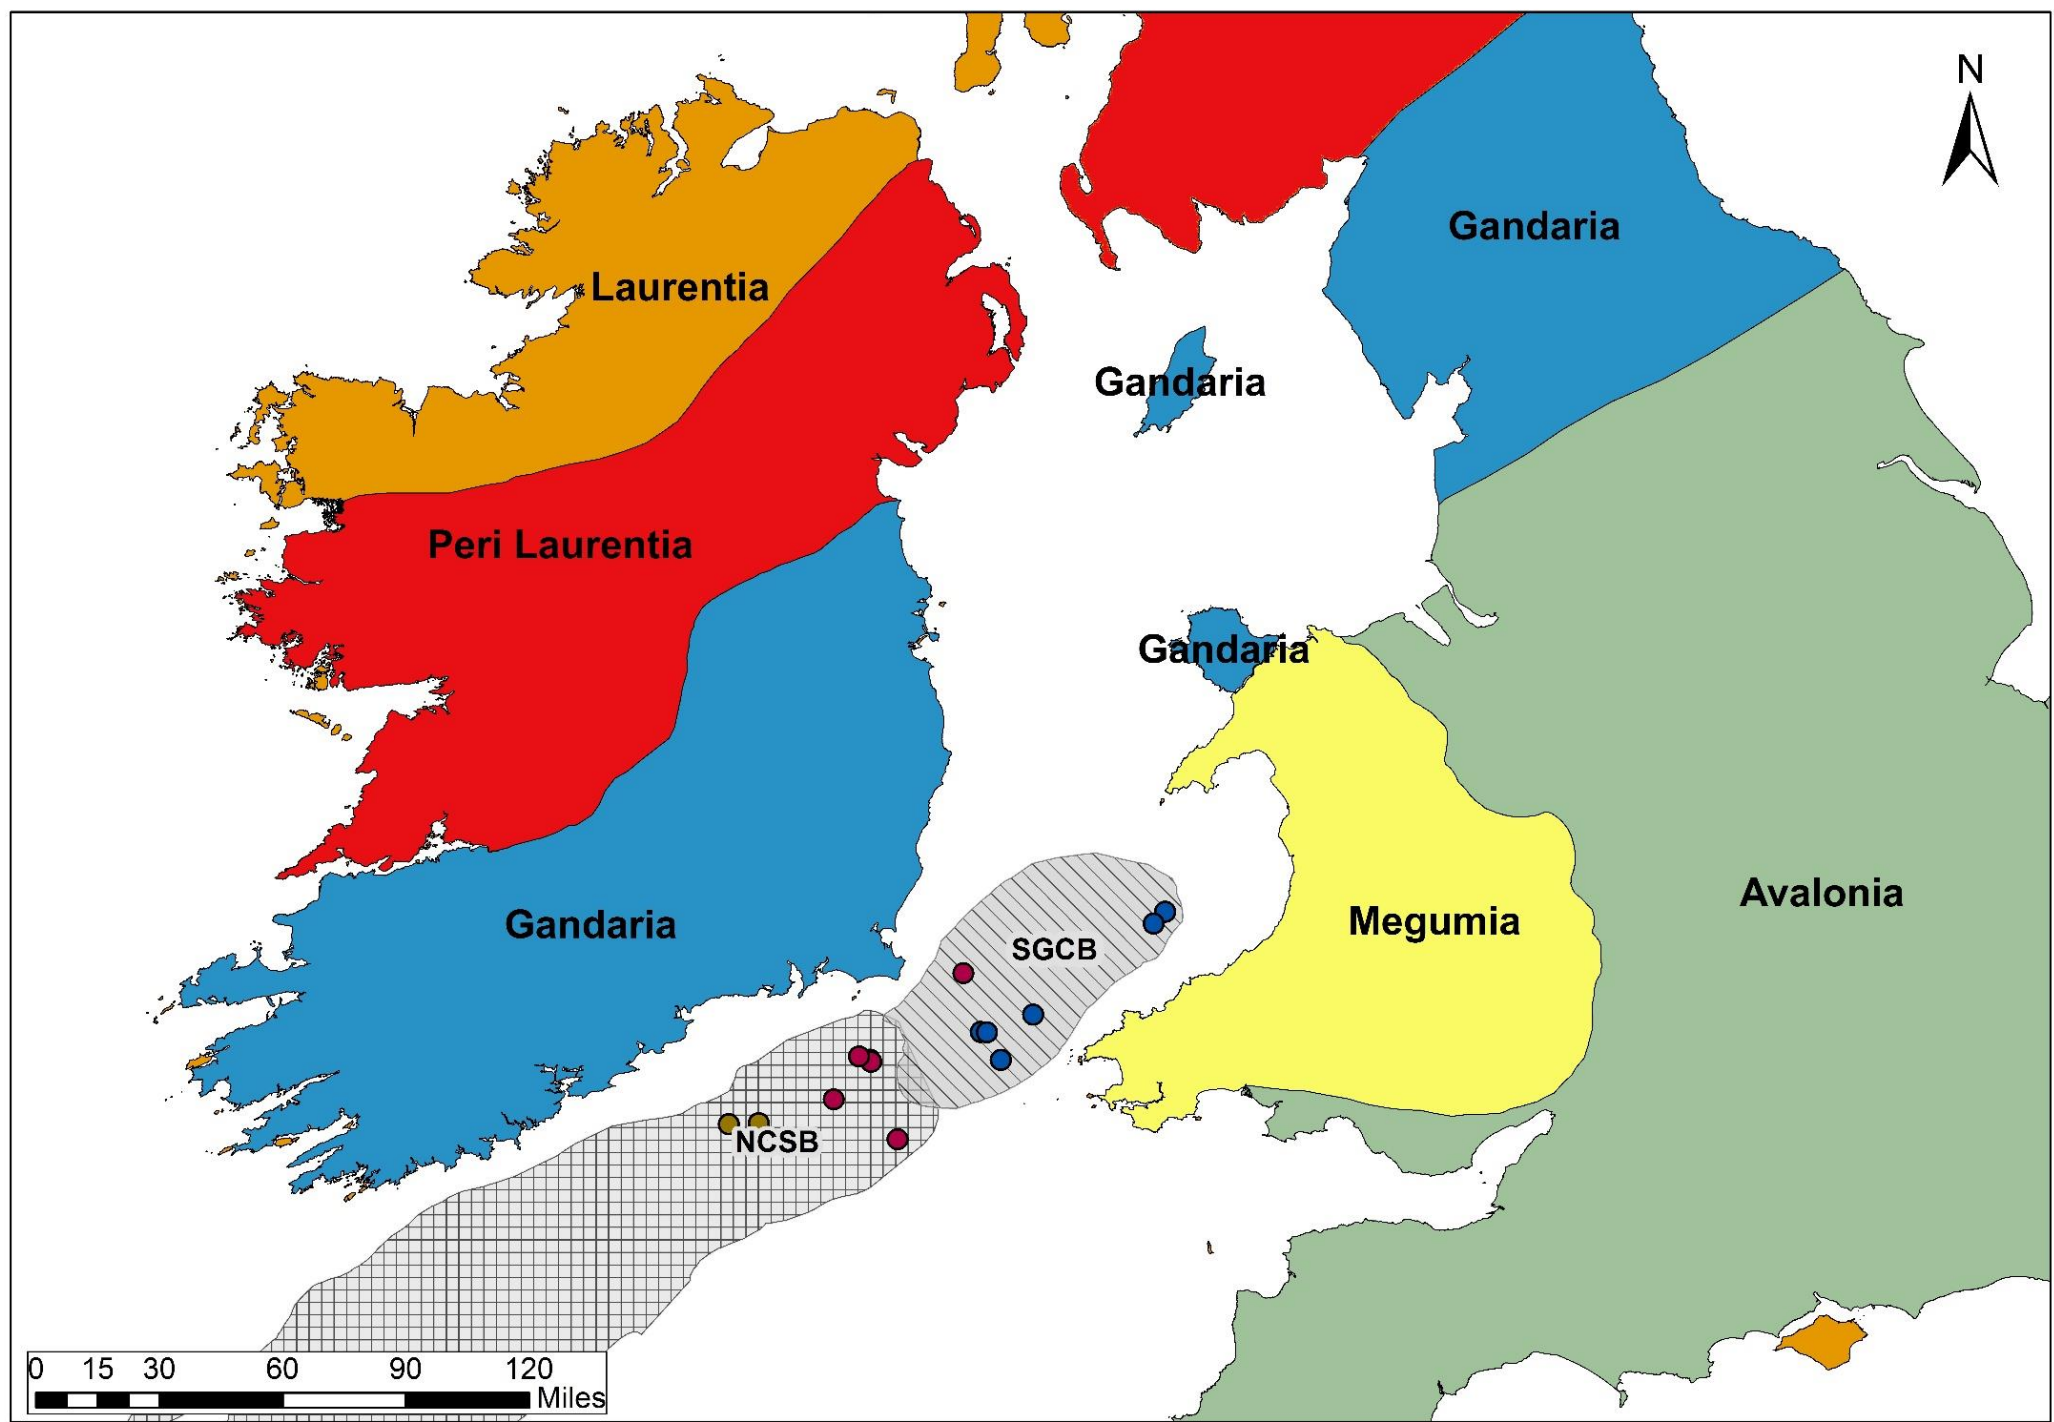 N
Gandaria
Laurentia
Gandaria
Peri Laurentia
Gandaria
Avalonia
Gandaria
Megumia
SGCB
NCSB
0 15 30 60 90 120
Miles